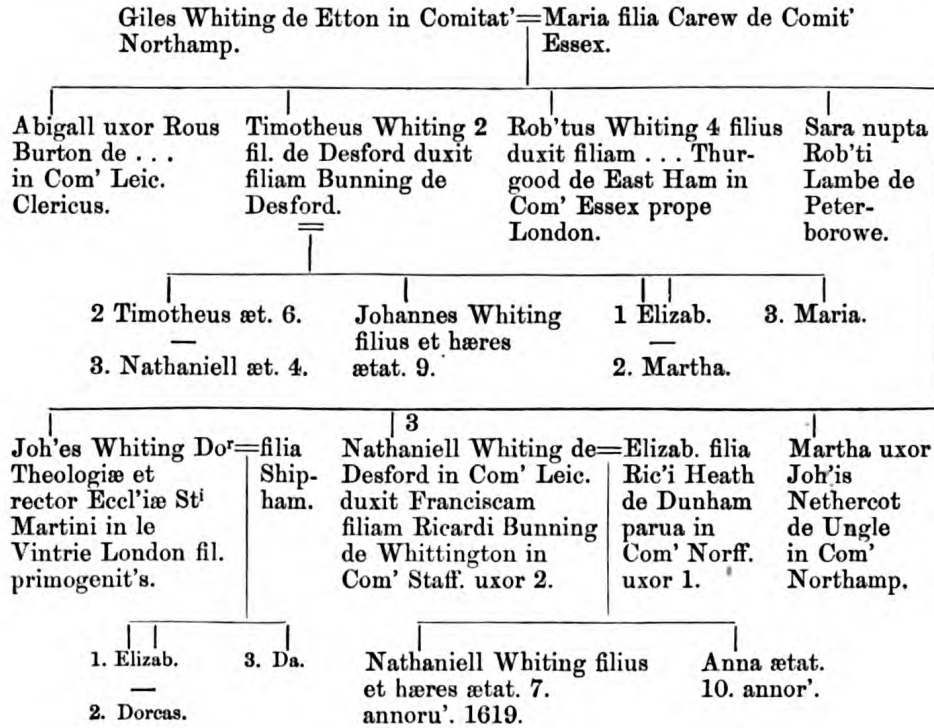 Giles Whiting de Etton in Comitat'=Maria filia Carew de Comit'
Northamp. Essex.
Abigall uxor Rous
Burton de . . .
in Com' Leic.
Clericus.
Timotheus Whiting 2
fil. de Desford duxit
filiam Bunning de
Desford.
Rob'tus Whiting 4 filius
duxit filiam . . . Thur-
good de East Ham in
Com' Essex prope
London.
Sara nupta
Rob'ti
Lambe de
Peter-
borowe.
2 Timotheus æt. 6.
3. Nathaniell æt. 4.
Johannes Whiting
filius et hæres
ætat. 9.
1 Elizab.
2. Martha.
3. Maria.
Joh'es Whiting Doʳ=filia
Theologiæ et
rector Eccl'iæ Stⁱ
Martini in le
Vintrie London fil.
primogenit's.
Ship-
ham.
3
Nathaniell Whiting de=Elizab. filia
Desford in Com' Leic.
duxit Franciscam
filiam Ricardi Bunning
de Whittington in
Com' Staff. uxor 2.
Ric'i Heath
de Dunham
parua in
Com' Norff.
uxor 1.
Martha uxor
Joh'is
Nethercot
de Ungle
in Com'
Northamp.
1. Elizab.
2. Dorcas.
3. Da.
Nathaniell Whiting filius
et hæres ætat. 7.
annoru'. 1619.
Anna ætat.
10. annor'.